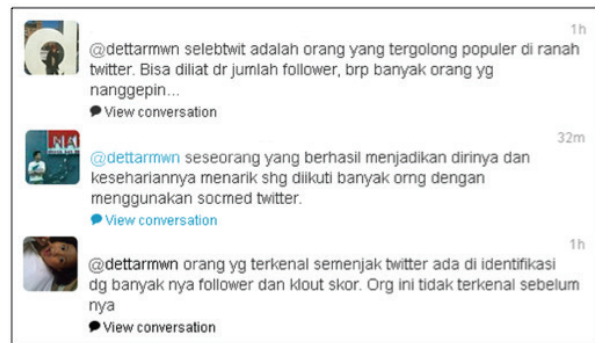 1h
@dettarmwn selebtwit adalah orang yang tergolong populer di ranah
twitter. Bisa diliat dr jumlah follower, brp banyak orang yg
nanggepin...
View conversation
NA
32m
@dettarmwn seseorang yang berhasil menjadikan dirinya dan
kesehariannya menarik shg diikuti banyak orng dengan
menggunakan socmed twitter.
View conversation
1h
@dettarmwn orang yg terkenal semenjak twitter ada di identifikasi
dg banyak nya follower dan klout skor. Org ini tidak terkenal sebelum
nya
View conversation